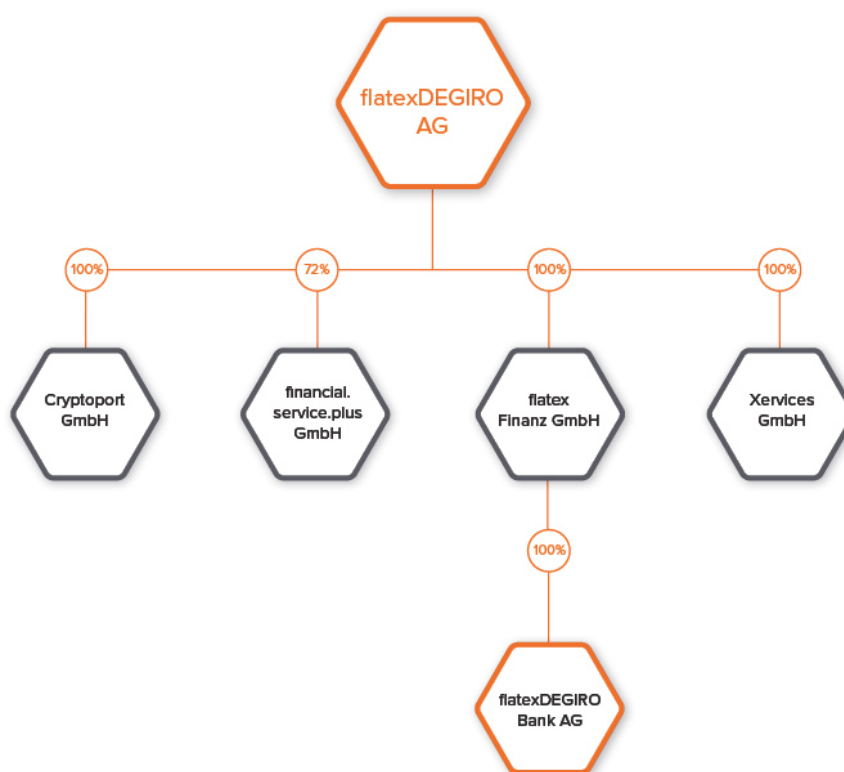 flatexDEGIRO
AG
100%
72%
100%
100%
Cryptoport
GmbH
financial.
service.plus
GmbH
flatex
Finanz GmbH
Xervices
GmbH
100%
flatexDEGIRO
Bank AG